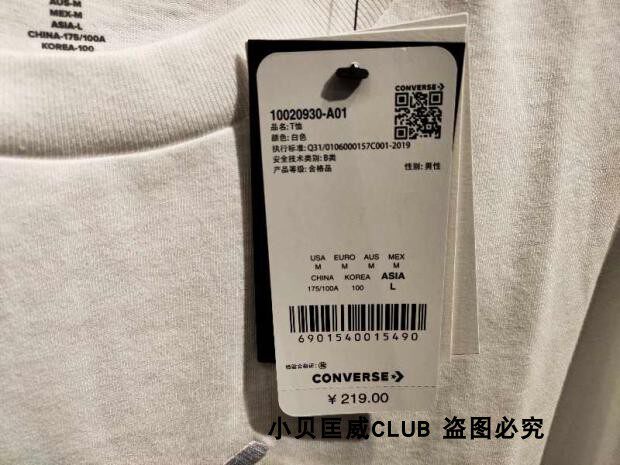 AUS-M
MEX-M
ASIA-L
CHINA-175/100A
KOREA-100
CONVERSE
10020930-A01
品名:T恤
颜色:白色
执行标准:Q31/0106000157C001-2019
安全技术类别:B类
产品等级:合格品
性别:男性
USA EURO AUS MEX
M M M M
CHINA KOREA ASIA
175/100A 100 L
6901540015490
CONVERSE
¥ 219.00
小贝匡威CLUB 盗图必究